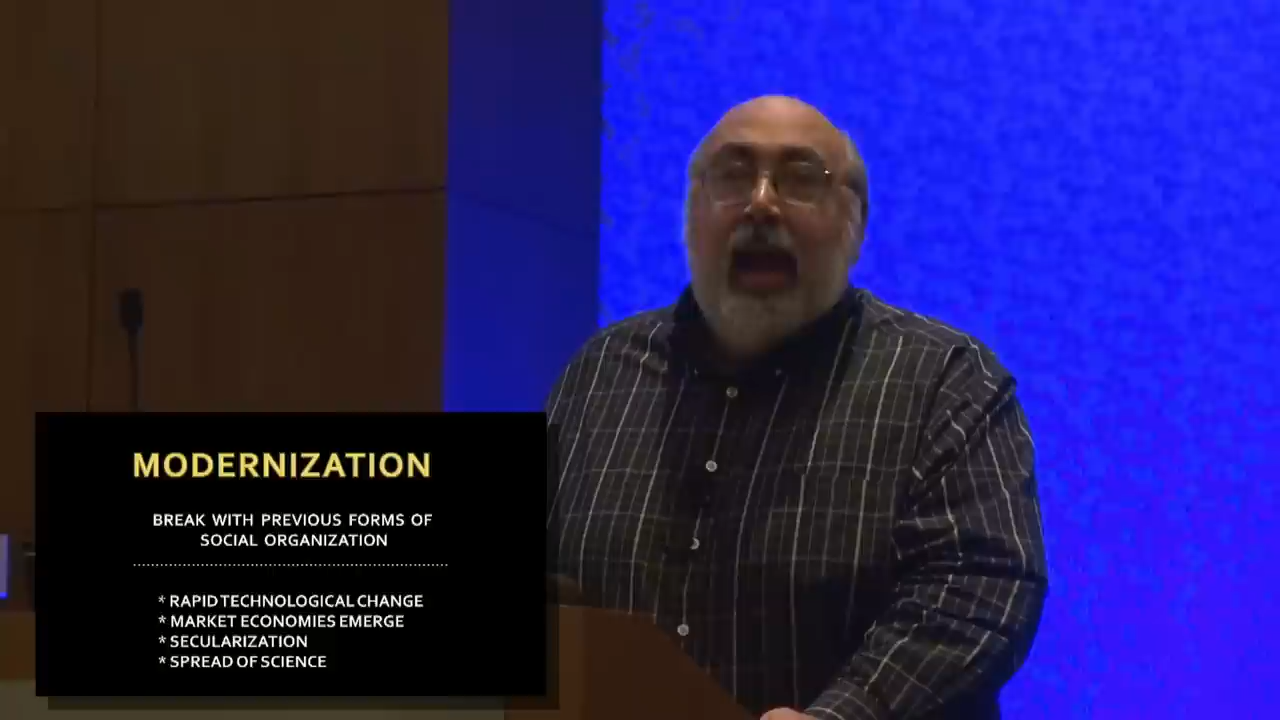 MODERNIZATION
BREAK WITH PREVIOUS FORMS OF
SOCIAL ORGANIZATION
* RAPID TECHNOLOGICAL CHANGE
* MARKET ECONOMIES EMERGE
* SECULARIZATION
* SPREAD OF SCIENCE